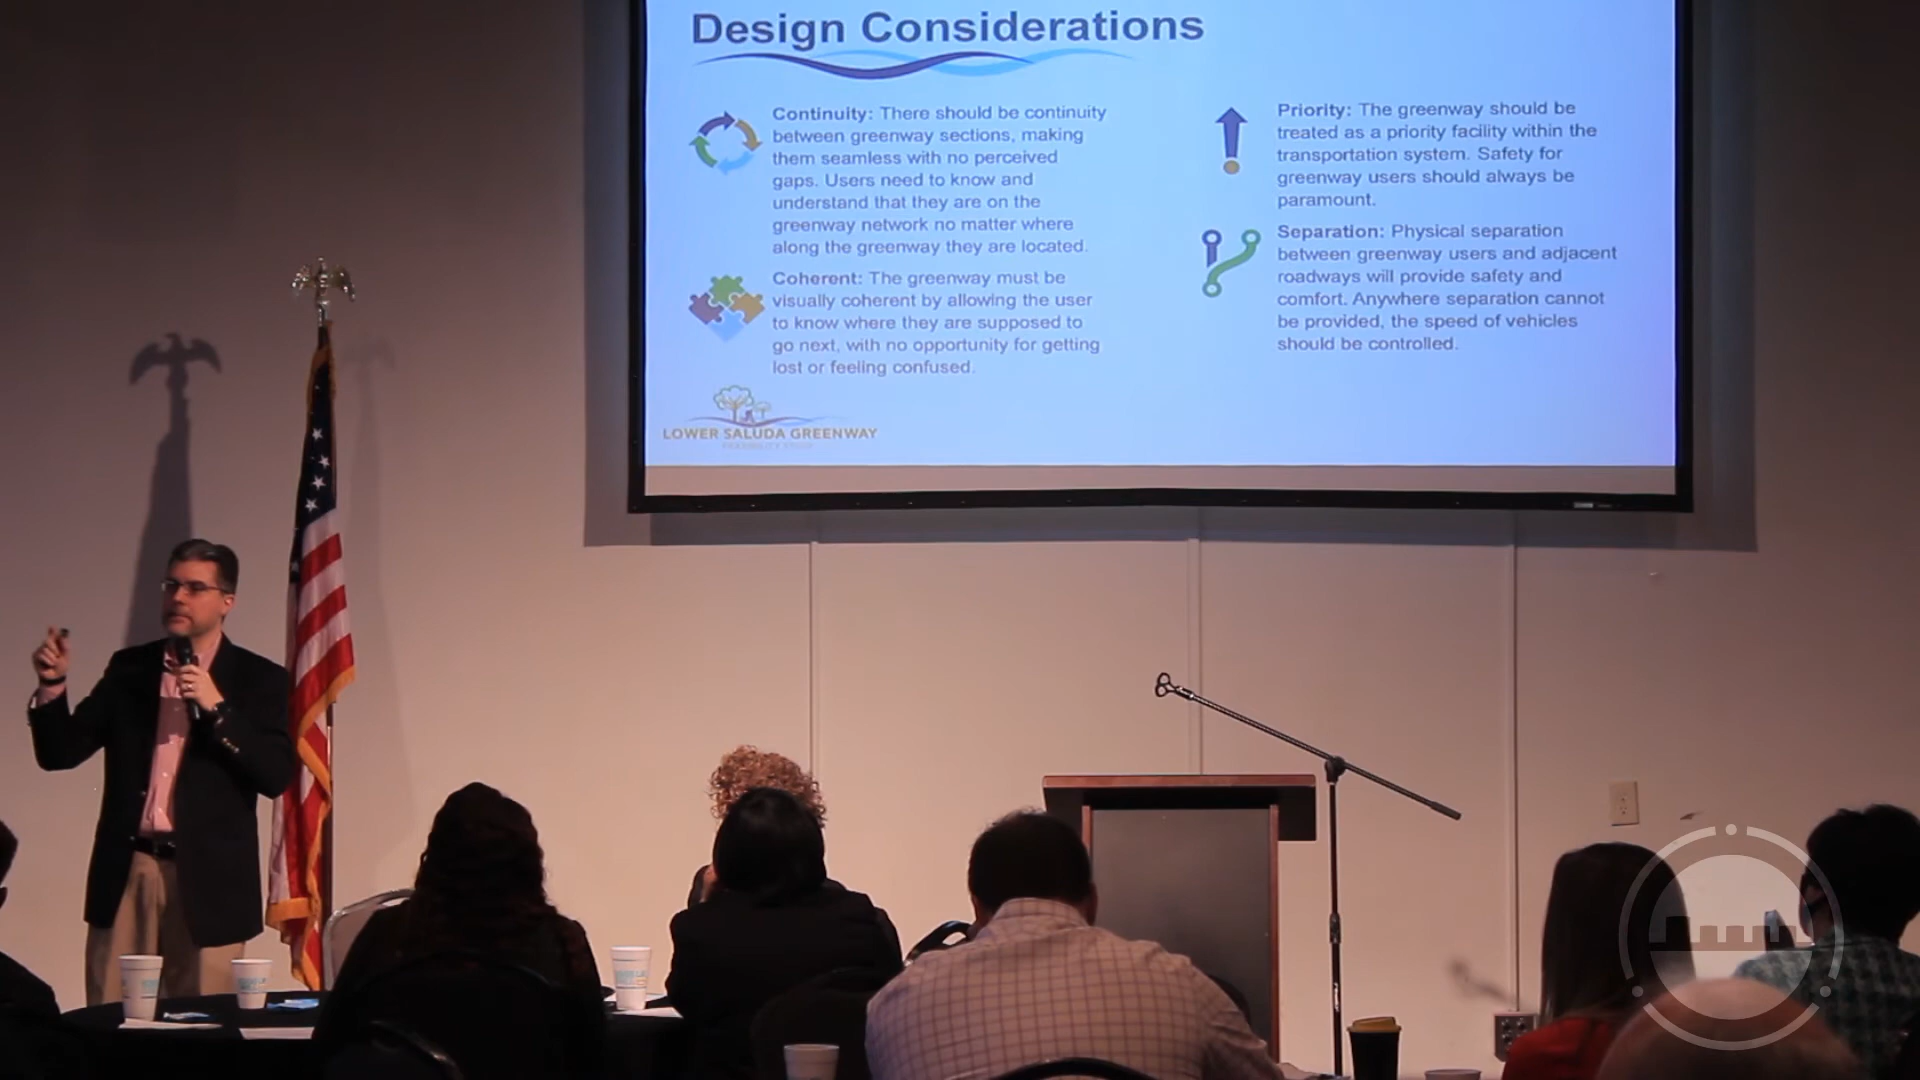 Design Considerations
Continuity: There should be continuity
between greenway sections, making
them seamless with no perceived
gaps. Users need to know and
understand that they are on the
greenway network no matter where
along the greenway they are located.
Coherent: The greenway must be
visually coherent by allowing the user
to know where they are supposed to
go next, with no opportunity for getting
lost or feeling confused.
Priority: The greenway should be
treated as a priority facility within the
transportation system. Safety for
greenway users should always be
paramount.
Separation: Physical separation
between greenway users and adjacent
roadways will provide safety and
comfort. Anywhere separation cannot
be provided, the speed of vehicles
should be controlled.
LOWER SALUDA GREENWAY